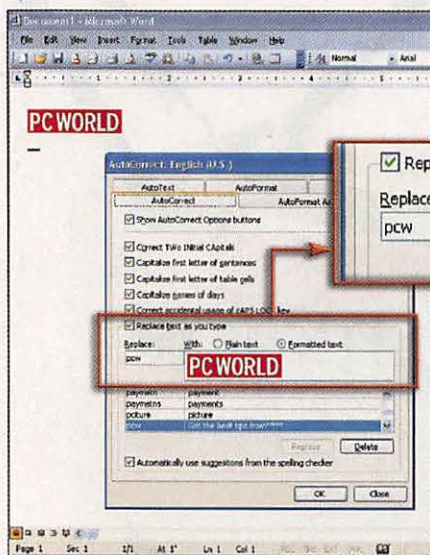 Document1 - Microsoft Word
File Edit View Insert Format Tools Table Window Help
Normal Arial
PC WORLD
AutoCorrect: English (U.S.)
AutoText AutoFormat
AutoCorrect AutoFormat As
Show AutoCorrect Options buttons
Correct TWo INitial CApitals
Capitalize first letter of sentences
Capitalize first letter of table cells
Capitalize names of days
Correct accidental usage of cAPS LOCK key
Replace text as you type
Replace: With: Plain text Formatted text
pcw PC WORLD
paymetn payment
paymetns payments
pcture picture
pcw Get the best tips from
Replace Delete
Automatically use suggestions from the spelling checker
OK Close
Rep
Replace
pcw
Page 1 Sec 1 1/1 At 1" Ln 1 Col 1